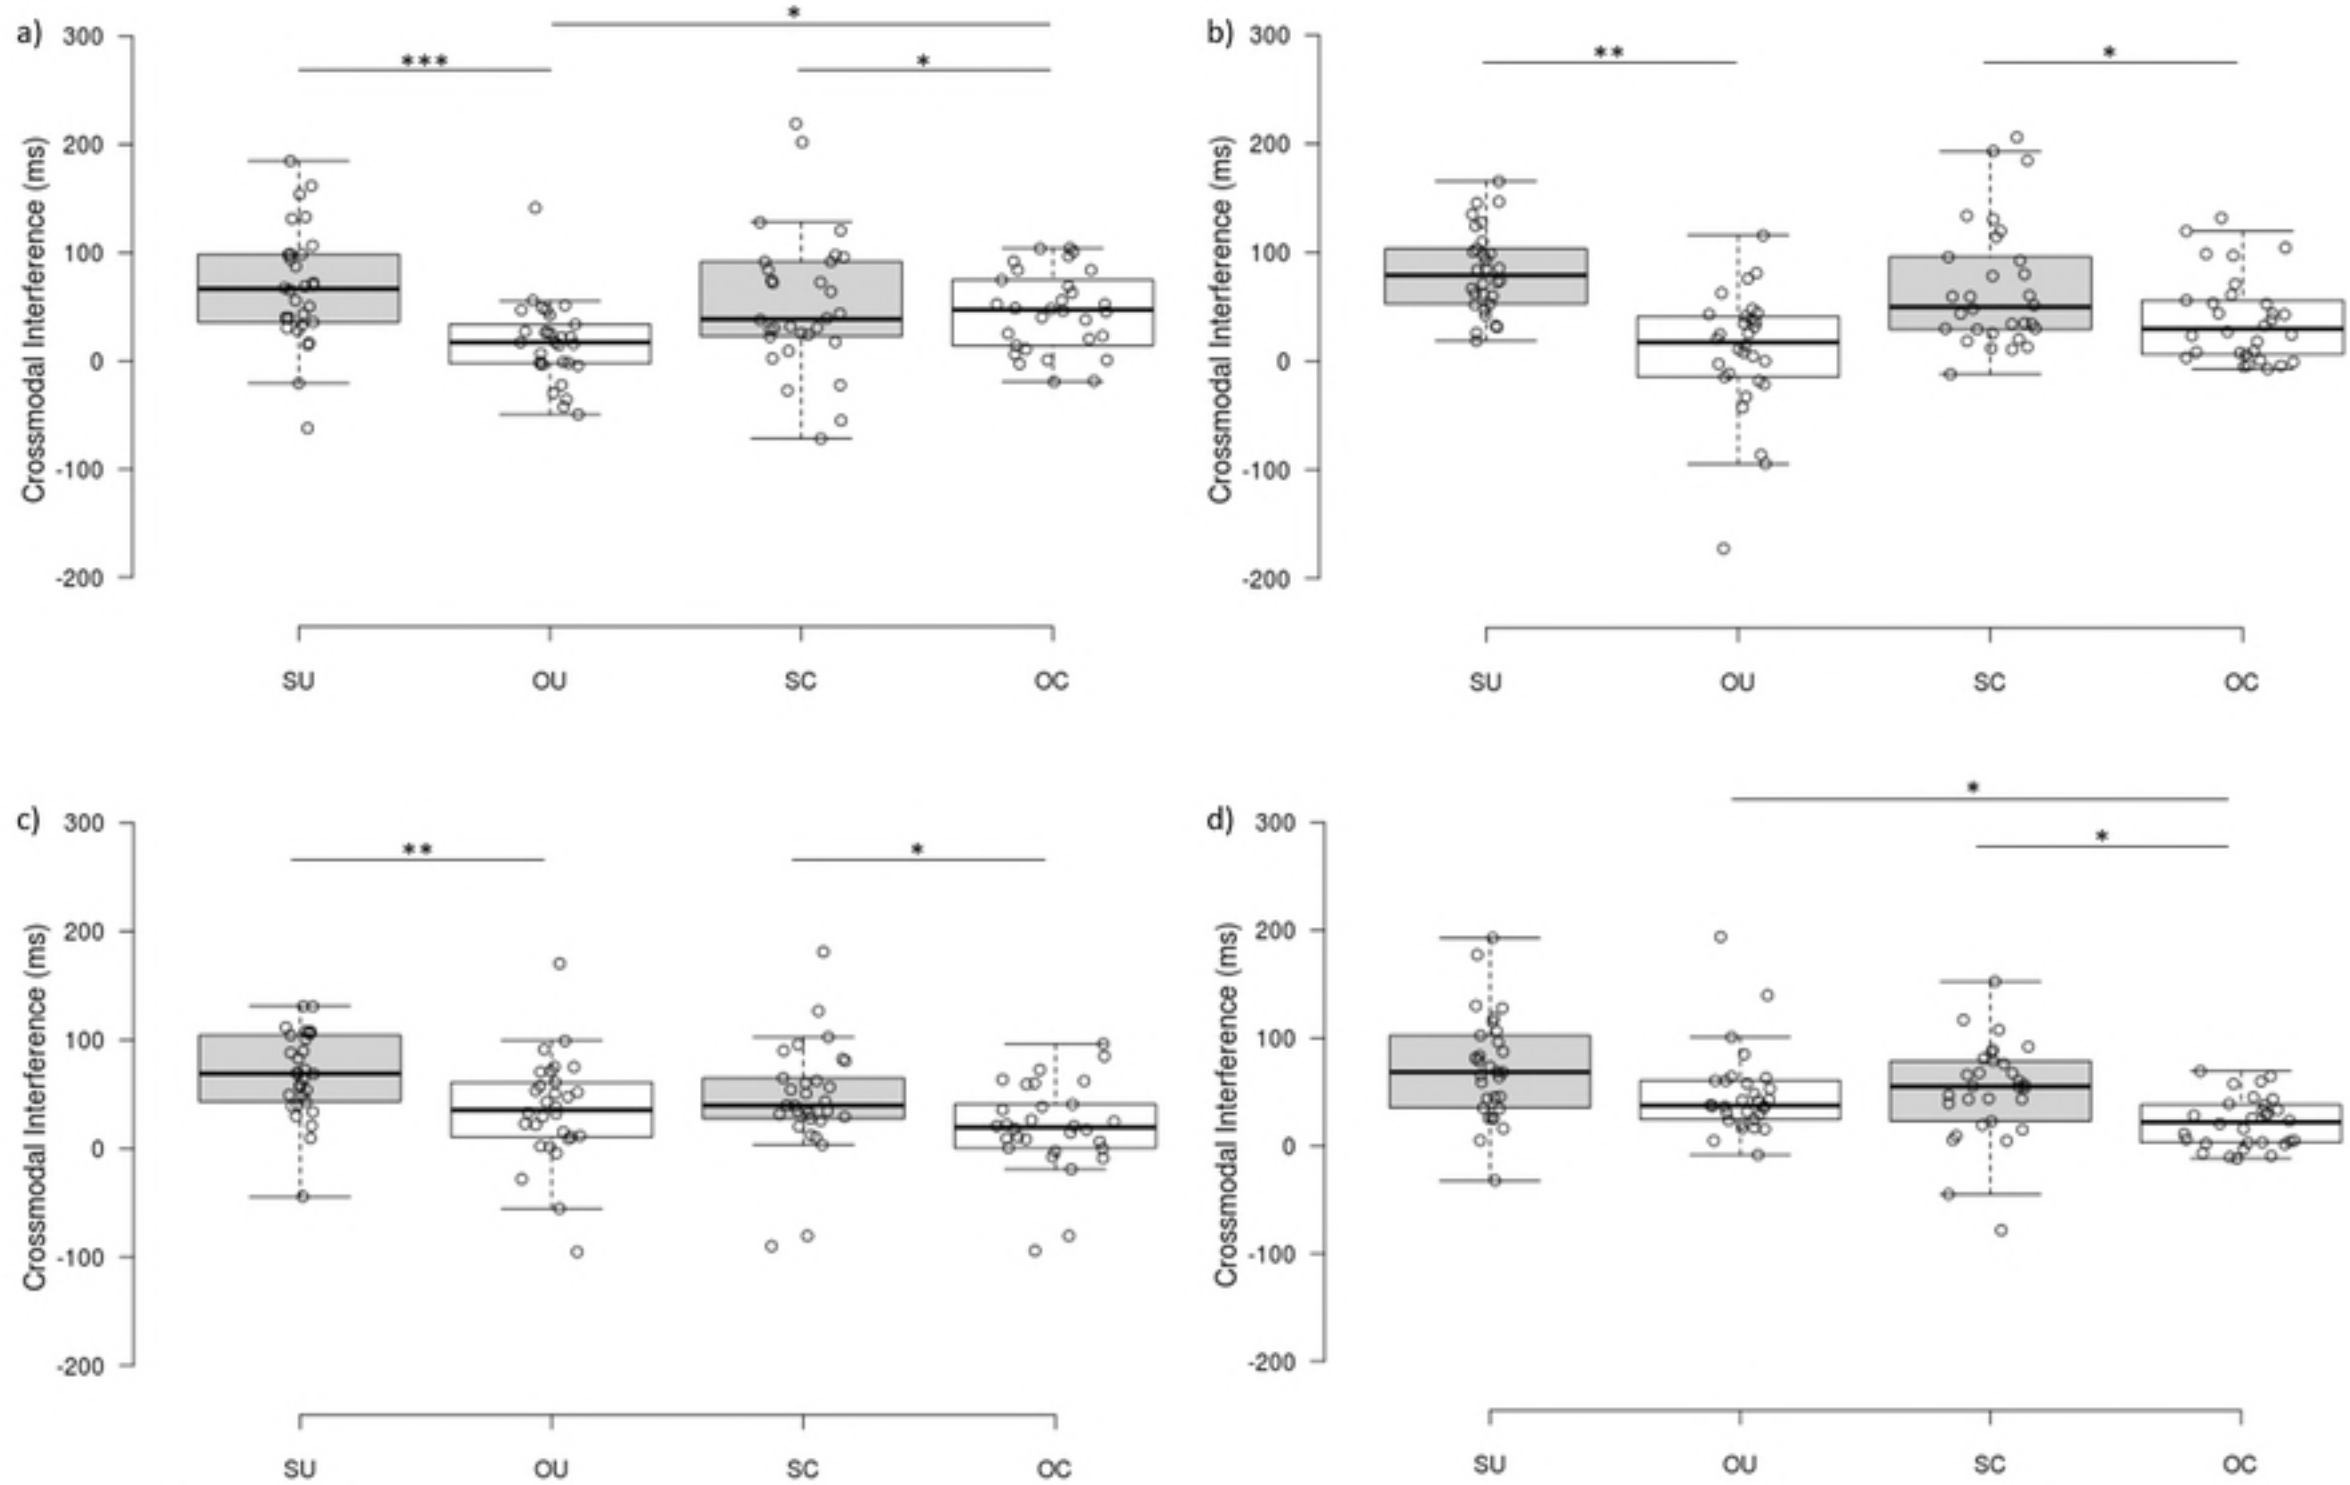 a)
*
***
*
300
200
100
0
-100
-200
Crossmodal Interference (ms)
SU OU SC OC
b)
**
*
300
200
100
0
-100
-200
Crossmodal Interference (ms)
SU OU SC OC
c)
**
*
300
200
100
0
-100
-200
Crossmodal Interference (ms)
SU OU SC OC
d)
*
*
300
200
100
0
-100
-200
Crossmodal Interference (ms)
SU OU SC OC